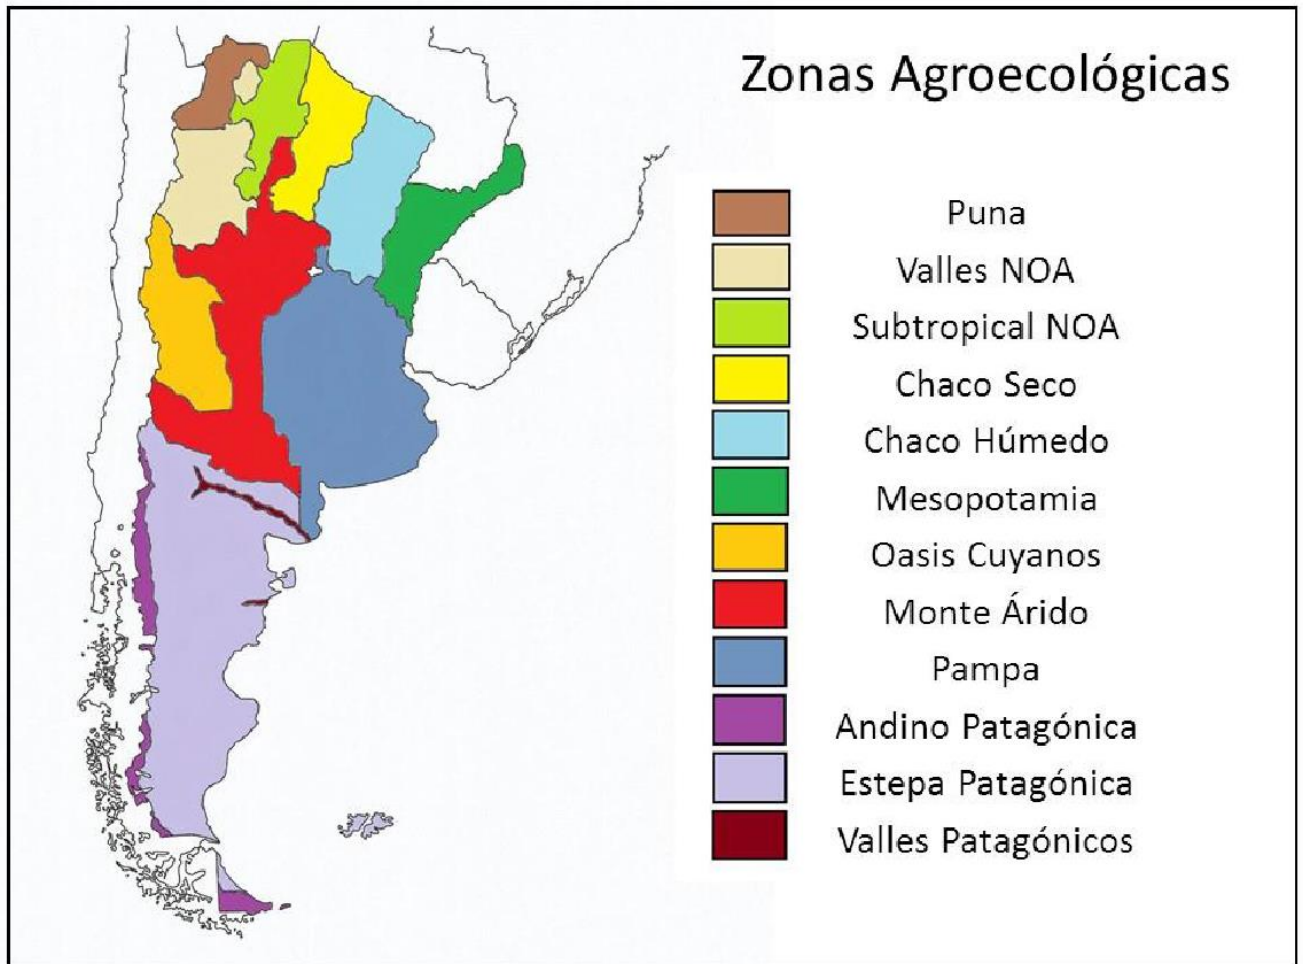 Zonas Agroecológicas
Puna
Valles NOA
Subtropical NOA
Chaco Seco
Chaco Húmedo
Mesopotamia
Oasis Cuyanos
Monte Árido
Pampa
Andino Patagónica
Estepa Patagónica
Valles Patagónicos